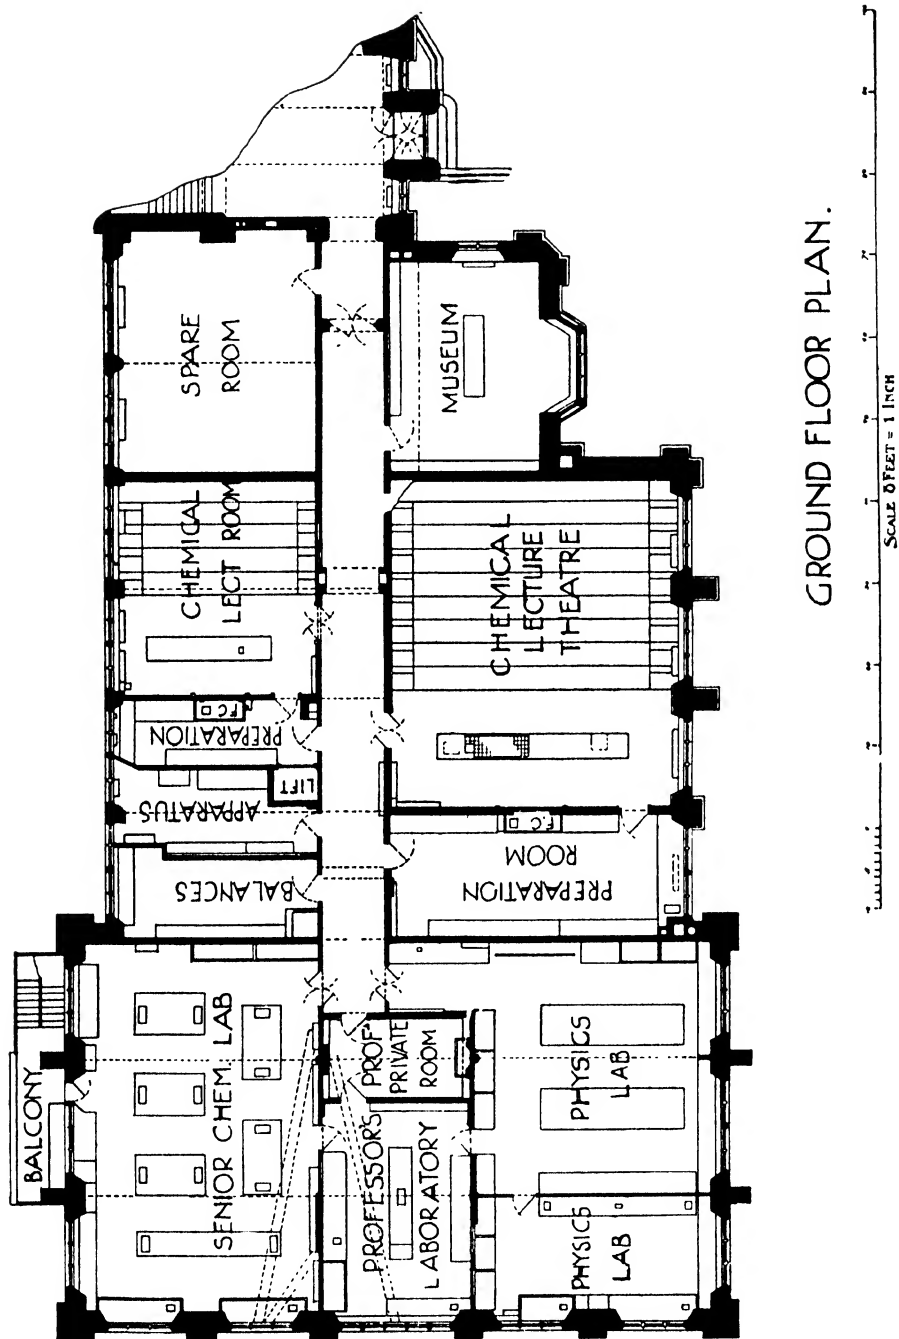 SPARE
ROOM
MUSEUM
CHEMICAL
LECT ROOM
CHEMICAL
LECTURE
THEATRE
F.C.
PREPARATION
LIFT
APPARATUS
BALANCES
F.C.
PREPARATION
ROOM
BALCONY
SENIOR CHEM. LAB
PROF
PRIVATE
ROOM
PROFESSOR'S
LABORATORY
PHYSICS
LAB
PHYSICS
LAB
GROUND FLOOR PLAN.
SCALE 8 FEET = 1 INCH